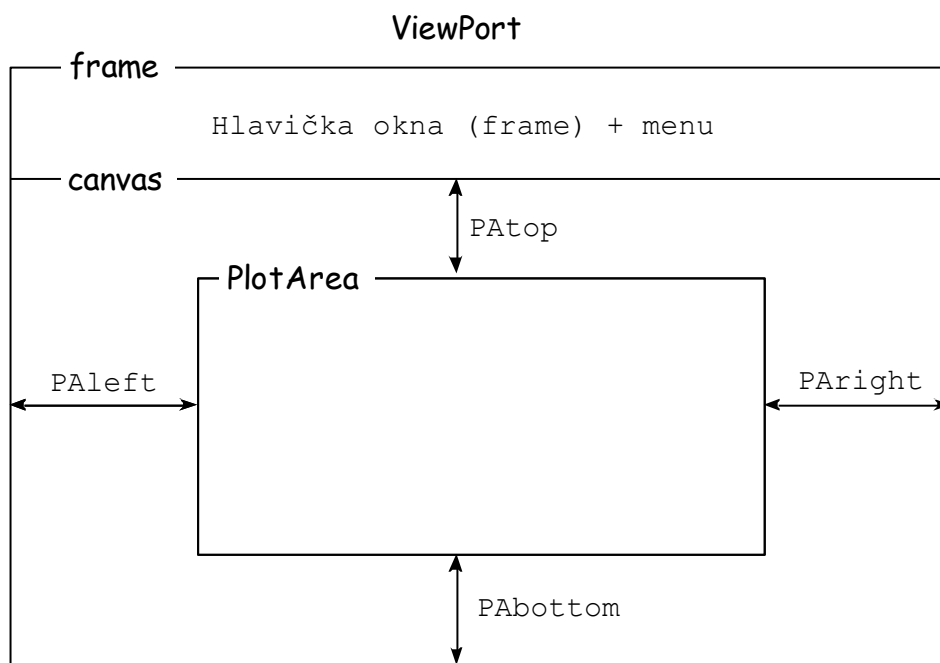 ViewPort
frame
Hlavička okna (frame) + menu
canvas
PAtop
PlotArea
PAleft
PAright
PAbottom